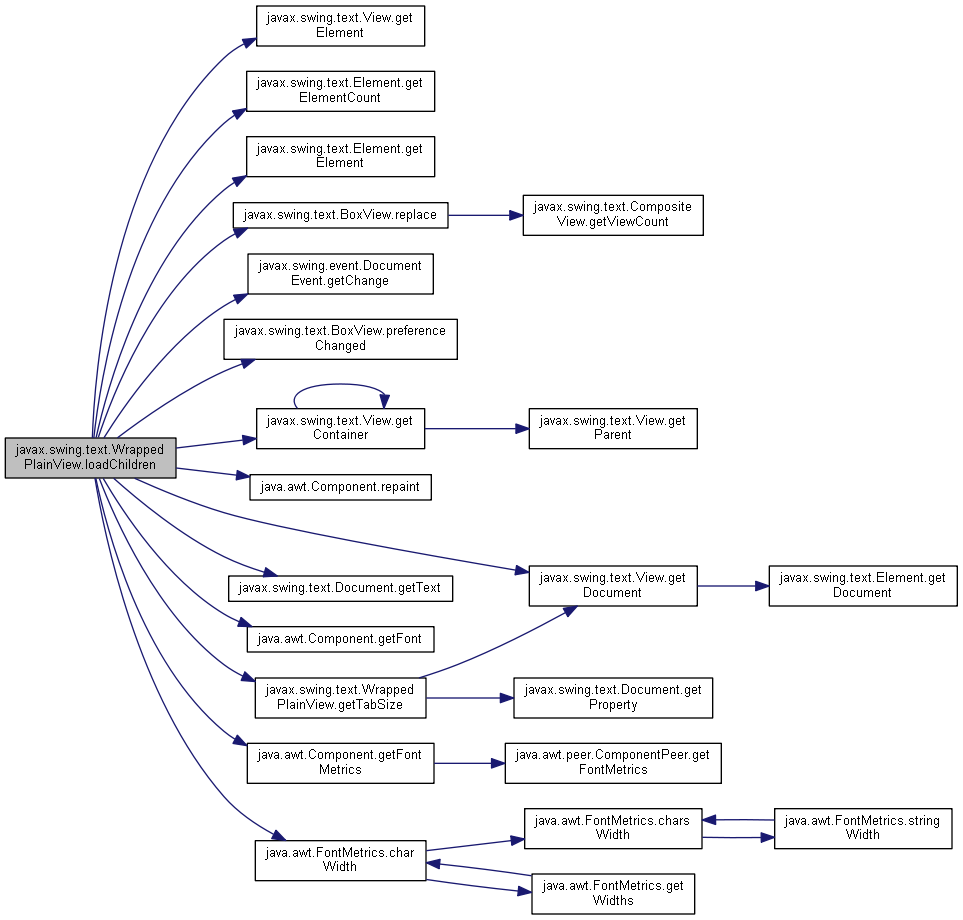 javax.swing.text.View.get
Element
javax.swing.text.Element.get
ElementCount
javax.swing.text.Element.get
Element
javax.swing.text.BoxView.replace
javax.swing.text.Composite
View.getViewCount
javax.swing.event.Document
Event.getChange
javax.swing.text.BoxView.preference
Changed
javax.swing.text.View.get
Container
javax.swing.text.View.get
Parent
javax.swing.text.Wrapped
PlainView.loadChildren
java.awt.Component.repaint
javax.swing.text.Document.getText
javax.swing.text.View.get
Document
javax.swing.text.Element.get
Document
java.awt.Component.getFont
javax.swing.text.Wrapped
PlainView.getTabSize
javax.swing.text.Document.get
Property
java.awt.Component.getFont
Metrics
java.awt.peer.ComponentPeer.get
FontMetrics
java.awt.FontMetrics.char
Width
java.awt.FontMetrics.chars
Width
java.awt.FontMetrics.string
Width
java.awt.FontMetrics.get
Widths